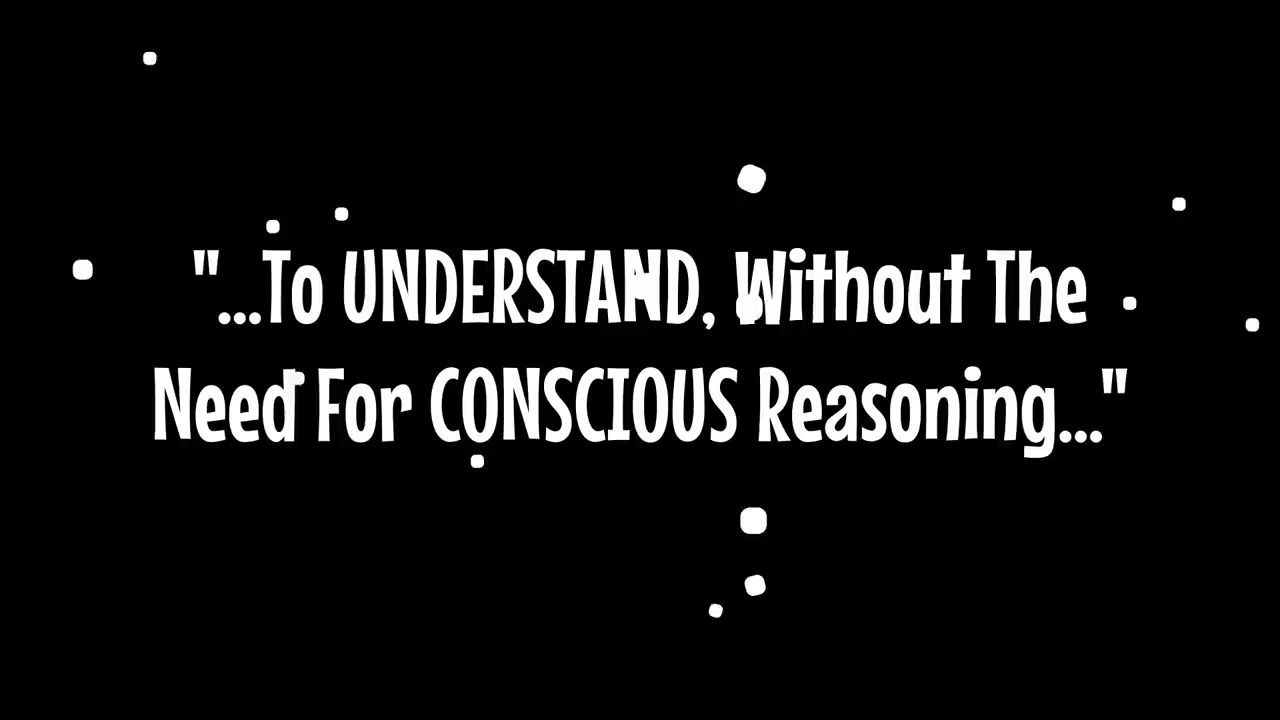 "...To UNDERSTAND, Without The
Need For CONSCIOUS Reasoning..."